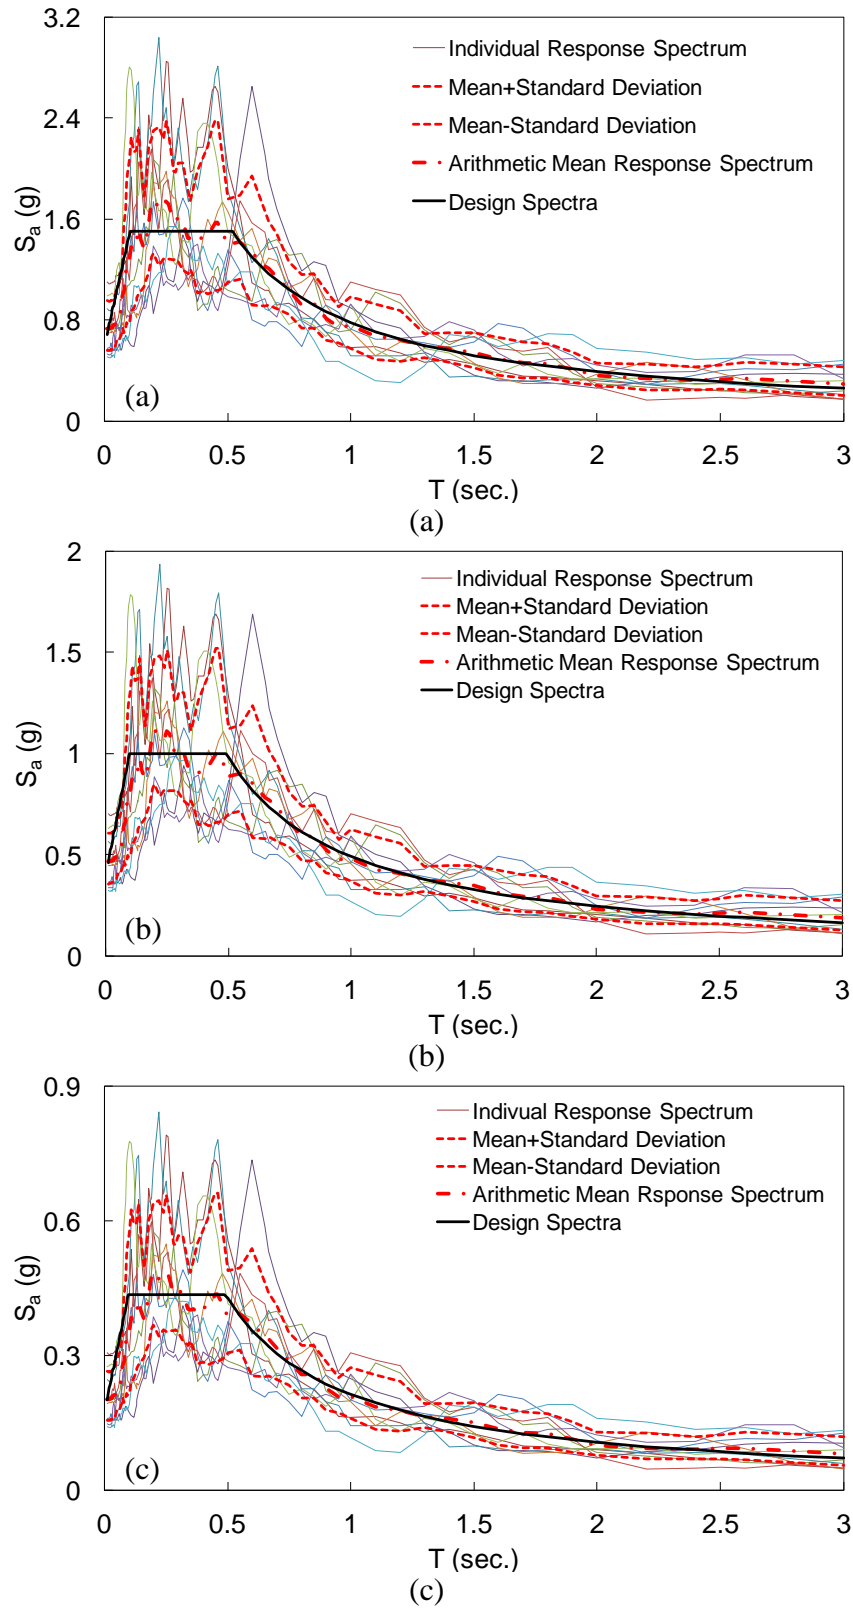 3.2
Individual Response Spectrum
Mean+Standard Deviation
2.4
Mean-Standard Deviation
Arithmetic Mean Response Spectrum
Design Spectra
1.6
Sa (g)
0.8
(a)
0
0 0.5 1 1.5 2 2.5 3
T (sec.)
(a)
2
Individual Response Spectrum
Mean+Standard Deviation
Mean-Standard Deviation
1.5
Arithmetic Mean Response Spectrum
Design Spectra
1
Sa (g)
0.5
(b)
0
0 0.5 1 1.5 2 2.5 3
T (sec.)
(b)
0.9
Indivual Response Spectrum
Mean+Standard Deviation
Mean-Standard Deviation
Arithmetic Mean Rsponse Spectrum
0.6
Design Spectra
Sa (g)
0.3
(c)
0
0 0.5 1 1.5 2 2.5 3
T (sec.)
(c)